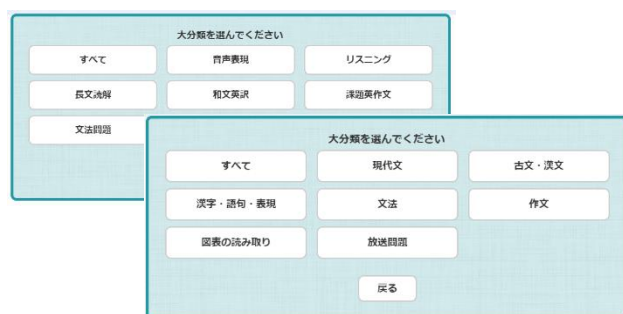 大分類を選んでください
すべて 音声表現 リスニング
長文読解 和文英訳 課題英作文
文法問題
大分類を選んでください
すべて 現代文 古文・漢文
漢字・語句・表現 文法 作文
図表の読み取り 放送問題
戻る